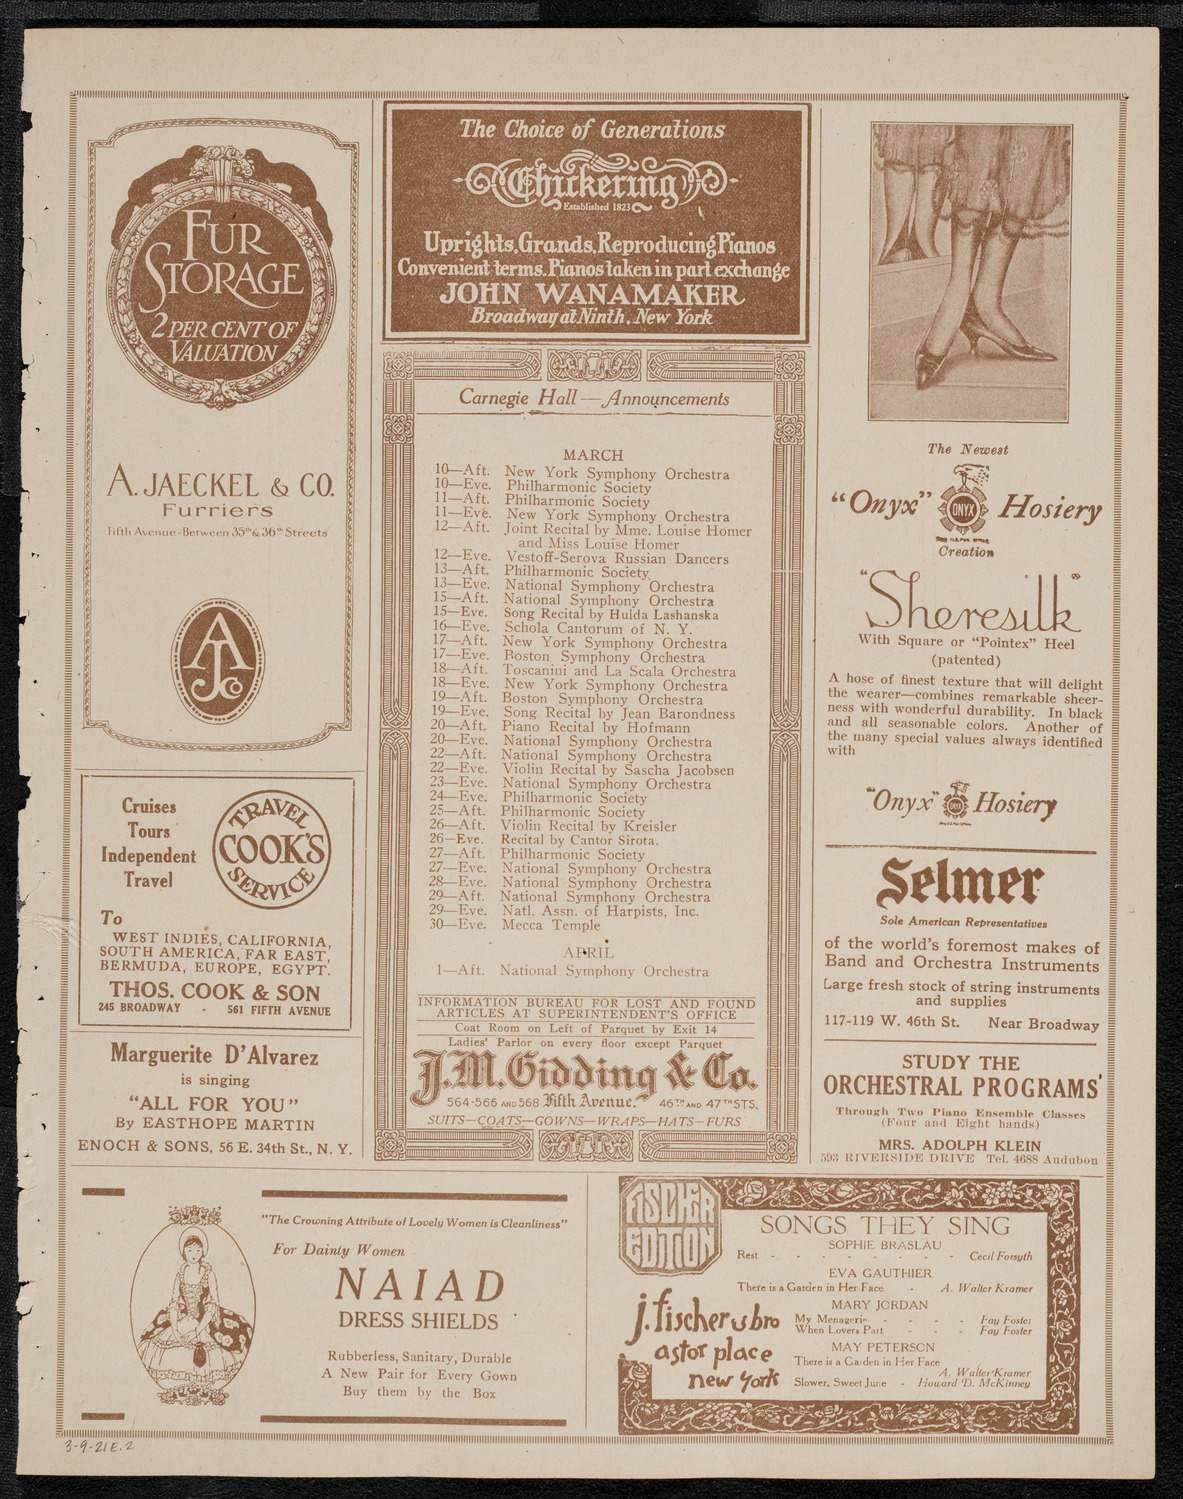 FUR
STORAGE
2 PER CENT OF
VALUATION
A. JAECKEL & CO.
Furriers
Fifth Avenue-Between 35th & 36th Streets
AJCo
Cruises
Tours
Independent
Travel
TRAVEL
COOK'S
SERVICE
To
WEST INDIES, CALIFORNIA,
SOUTH AMERICA, FAR EAST,
BERMUDA, EUROPE, EGYPT.
THOS. COOK & SON
245 BROADWAY - 561 FIFTH AVENUE
Marguerite D'Alvarez
is singing
"ALL FOR YOU"
By EASTHOPE MARTIN
ENOCH & SONS, 56 E. 34th St., N. Y.
The Choice of Generations
Chickering
Established 1823
Uprights, Grands, Reproducing Pianos
Convenient terms. Pianos taken in part exchange
JOHN WANAMAKER
Broadway at Ninth, New York
Carnegie Hall — Announcements
MARCH
10—Aft. New York Symphony Orchestra
10—Eve. Philharmonic Society
11—Aft. Philharmonic Society
11—Eve. New York Symphony Orchestra
12—Aft. Joint Recital by Mme. Louise Homer
and Miss Louise Homer
12—Eve. Vestoff-Serova Russian Dancers
13—Aft. Philharmonic Society
13—Eve. National Symphony Orchestra
15—Aft. National Symphony Orchestra
15—Eve. Song Recital by Hulda Lashanska
16—Eve. Schola Cantorum of N. Y.
17—Aft. New York Symphony Orchestra
17—Eve. Boston Symphony Orchestra
18—Aft. Toscanini and La Scala Orchestra
18—Eve. New York Symphony Orchestra
19—Aft. Boston Symphony Orchestra
19—Eve. Song Recital by Jean Barondness
20—Aft. Piano Recital by Hofmann
20—Eve. National Symphony Orchestra
22—Aft. National Symphony Orchestra
22—Eve. Violin Recital by Sascha Jacobsen
23—Eve. National Symphony Orchestra
24—Eve. Philharmonic Society
25—Aft. Philharmonic Society
26—Aft. Violin Recital by Kreisler
26—Eve. Recital by Cantor Sirota.
27—Aft. Philharmonic Society
27—Eve. National Symphony Orchestra
28—Eve. National Symphony Orchestra
29—Aft. National Symphony Orchestra
29—Eve. Natl. Assn. of Harpists, Inc.
30—Eve. Mecca Temple
APRIL
1—Aft. National Symphony Orchestra
INFORMATION BUREAU FOR LOST AND FOUND
ARTICLES AT SUPERINTENDENT'S OFFICE
Coat Room on Left of Parquet by Exit 14
Ladies' Parlor on every floor except Parquet
J.M. Gidding & Co.
564-566 AND 568 Fifth Avenue. 46TH AND 47TH STS.
SUITS—COATS—GOWNS—WRAPS—HATS—FURS
The Newest
"Onyx" ONYX Hosiery
Creation
"Sheresilk"
With Square or "Pointex" Heel
(patented)
A hose of finest texture that will delight
the wearer—combines remarkable sheer-
ness with wonderful durability. In black
and all seasonable colors. Another of
the many special values always identified
with
"Onyx" ONYX Hosiery
Selmer
Sole American Representatives
of the world's foremost makes of
Band and Orchestra Instruments
Large fresh stock of string instruments
and supplies
117-119 W. 46th St. Near Broadway
STUDY THE
ORCHESTRAL PROGRAMS
Through Two Piano Ensemble Classes
(Four and Eight hands)
MRS. ADOLPH KLEIN
593 RIVERSIDE DRIVE Tel. 4688 Audubon
"The Crowning Attribute of Lovely Women is Cleanliness"
For Dainty Women
NAIAD
DRESS SHIELDS
Rubberless, Sanitary, Durable
A New Pair for Every Gown
Buy them by the Box
FISCHER
EDITION
j. fischer & bro
astor place
new york
SONGS THEY SING
SOPHIE BRASLAU
Rest - - - - - - - Cecil Forsyth
EVA GAUTHIER
There is a Garden in Her Face - A. Walter Kramer
MARY JORDAN
My Menagerie - - - - Fay Foster
When Lovers Part - - Fay Foster
MAY PETERSON
There is a Garden in Her Face
A. Walter Kramer
Slower, Sweet June - Howard D. McKinney
3-9-21E.2